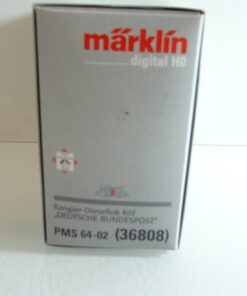 märklin
digital H0
Rangier-Diesellok Köf
„DEUTSCHE BUNDESPOST"
PMS 64-02 (36808)